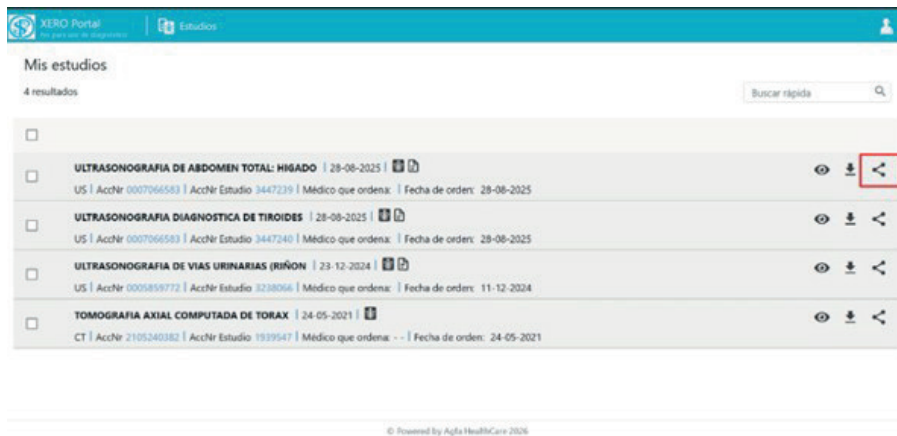 XERO Portal
No para uso de diagnóstico
Estudios
Mis estudios
4 resultados
Buscar rápida
ULTRASONOGRAFIA DE ABDOMEN TOTAL: HIGADO | 28-08-2025 |
US | AccNr 0007066583 | AccNr Estudio 3447239 | Médico que ordena: | Fecha de orden: 28-08-2025
ULTRASONOGRAFIA DIAGNOSTICA DE TIROIDES | 28-08-2025 |
US | AccNr 0007066583 | AccNr Estudio 3447240 | Médico que ordena: | Fecha de orden: 28-08-2025
ULTRASONOGRAFIA DE VIAS URINARIAS (RIÑON | 23-12-2024 |
US | AccNr 0005859772 | AccNr Estudio 3238066 | Médico que ordena: | Fecha de orden: 11-12-2024
TOMOGRAFIA AXIAL COMPUTADA DE TORAX | 24-05-2021 |
CT | AccNr 2105240382 | AccNr Estudio 1939547 | Médico que ordena: - - | Fecha de orden: 24-05-2021
© Powered by Agfa HealthCare 2026